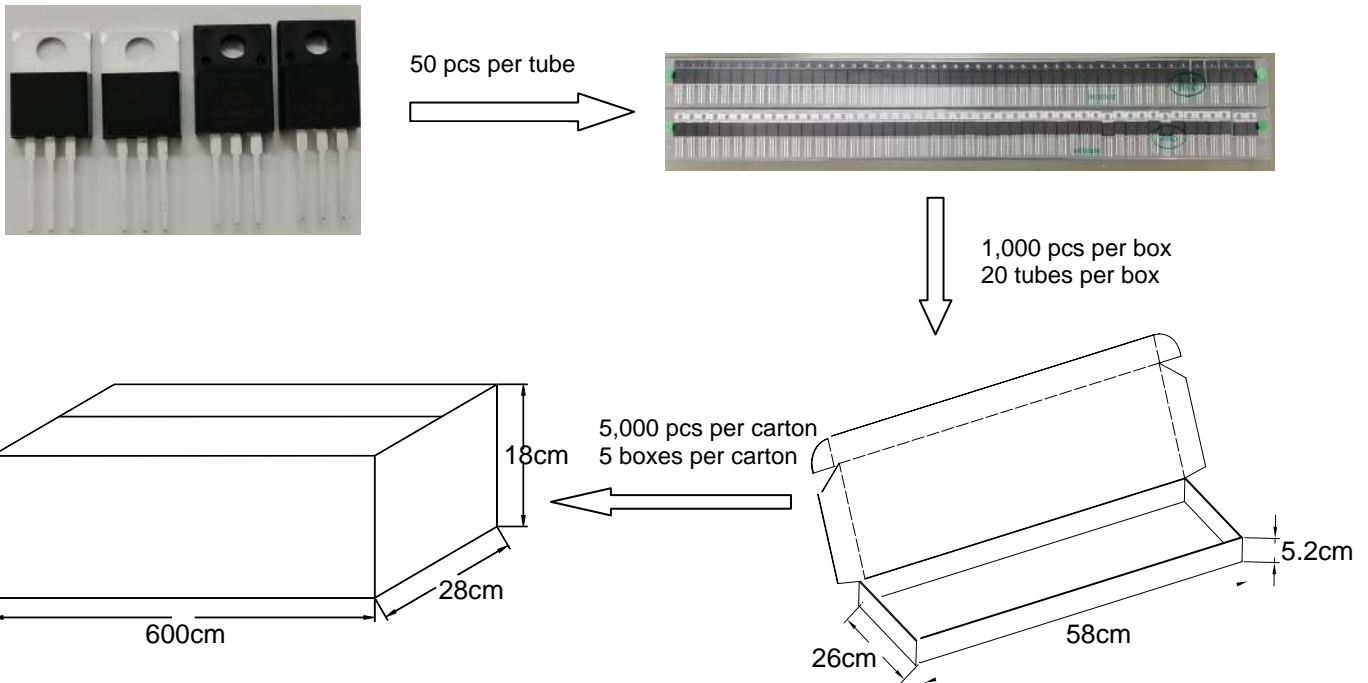 50 pcs per tube
1,000 pcs per box
20 tubes per box
5,000 pcs per carton
5 boxes per carton
18cm
28cm
600cm
5.2cm
58cm
26cm